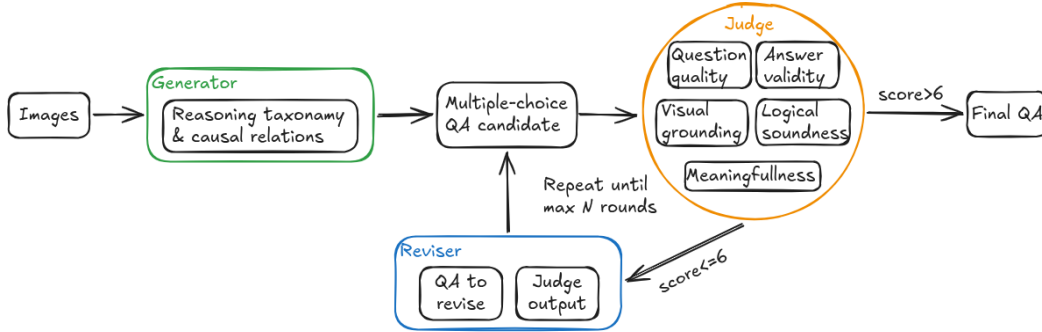 Images
Generator
Reasoning taxonomy
& causal relations
Multiple-choice
QA candidate
Judge
Question
quality
Answer
validity
Visual
grounding
Logical
soundness
Meaningfullness
score>6
Final QA
Repeat until
max N rounds
score<=6
Reviser
QA to
revise
Judge
output